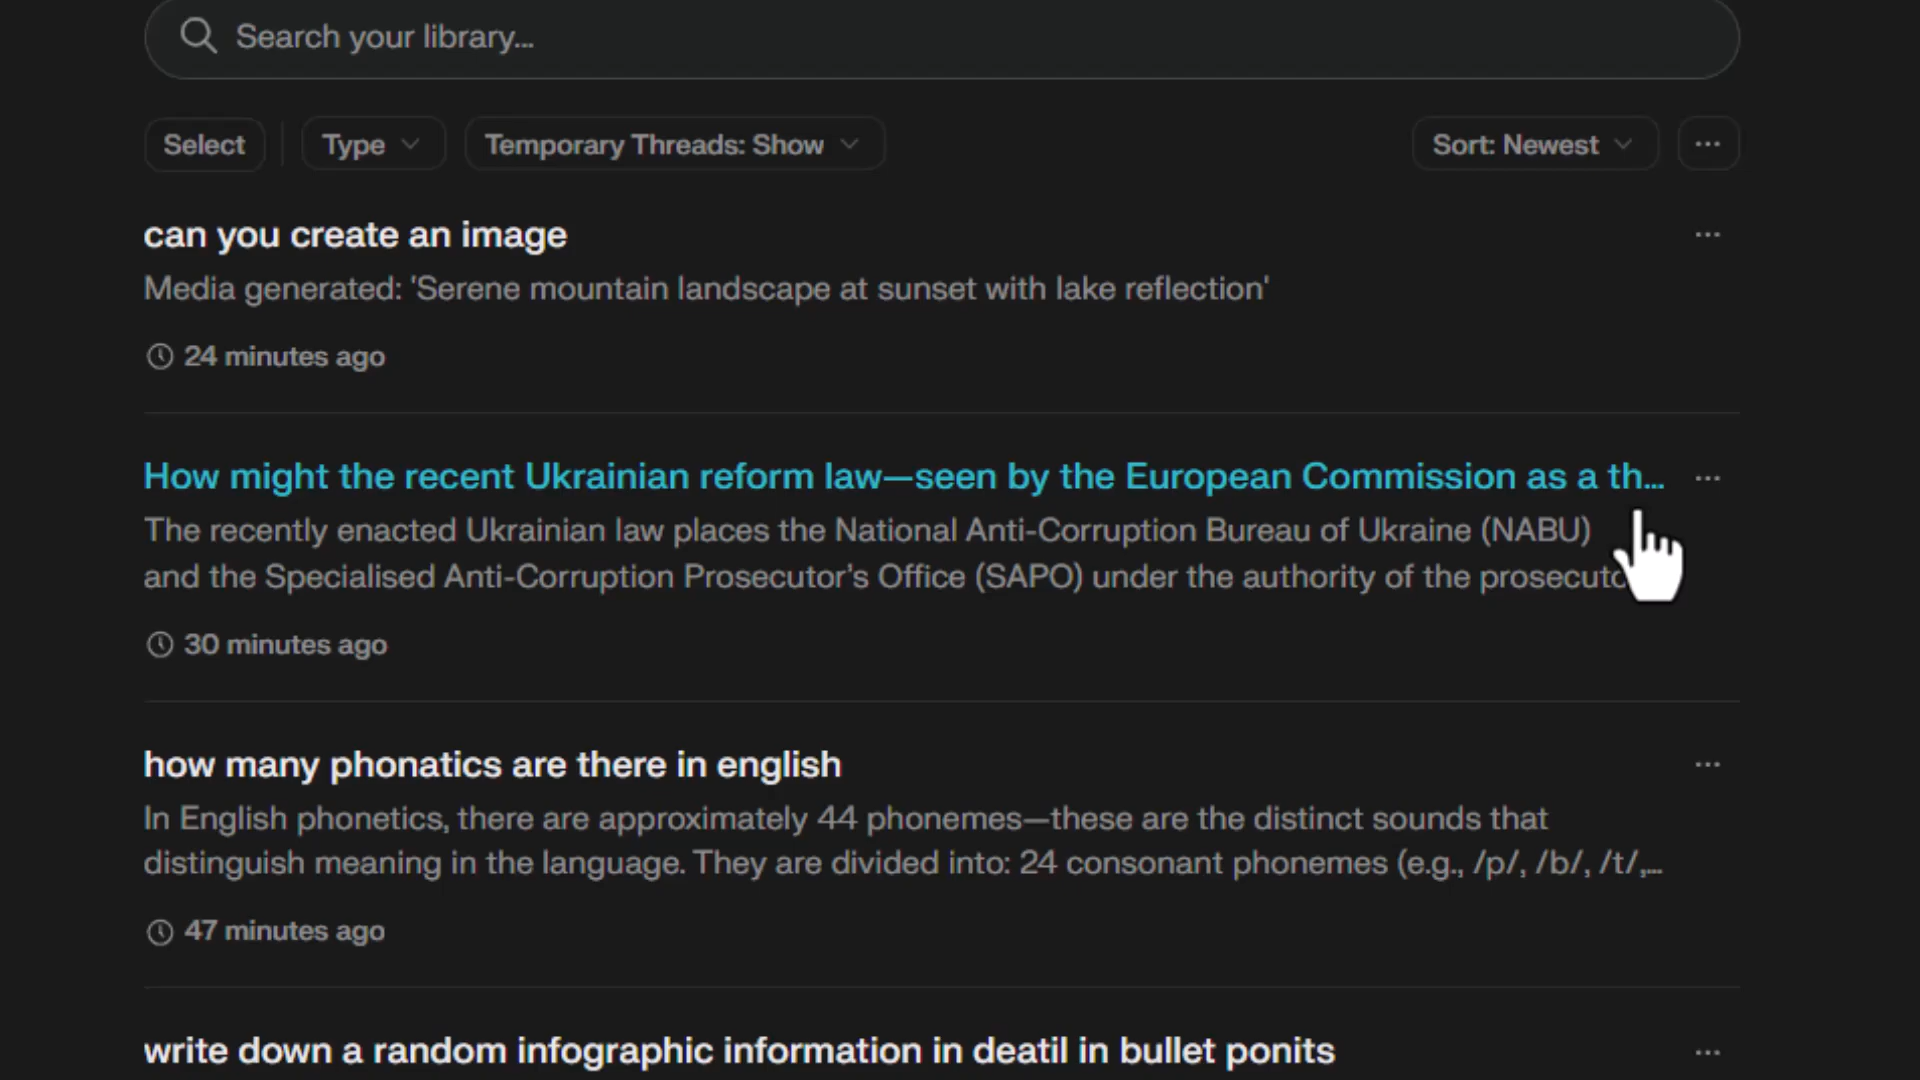 Search your library...
Select
Type
Temporary Threads: Show
Sort: Newest
can you create an image
Media generated: 'Serene mountain landscape at sunset with lake reflection'
24 minutes ago
How might the recent Ukrainian reform law—seen by the European Commission as a th...
The recently enacted Ukrainian law places the National Anti-Corruption Bureau of Ukraine (NABU)
and the Specialised Anti-Corruption Prosecutor's Office (SAPO) under the authority of the
30 minutes ago
how many phonatics are there in english
In English phonetics, there are approximately 44 phonemes—these are the distinct sounds that
distinguish meaning in the language. They are divided into: 24 consonant phonemes (e.g., /p/, /b/, /t/,...
47 minutes ago
write down a random infographic information in deatil in bullet ponits